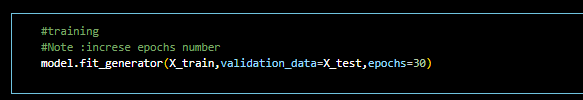 #training
#Note :increse epochs number
model.fit_generator(X_train,validation_data=X_test,epochs=30)